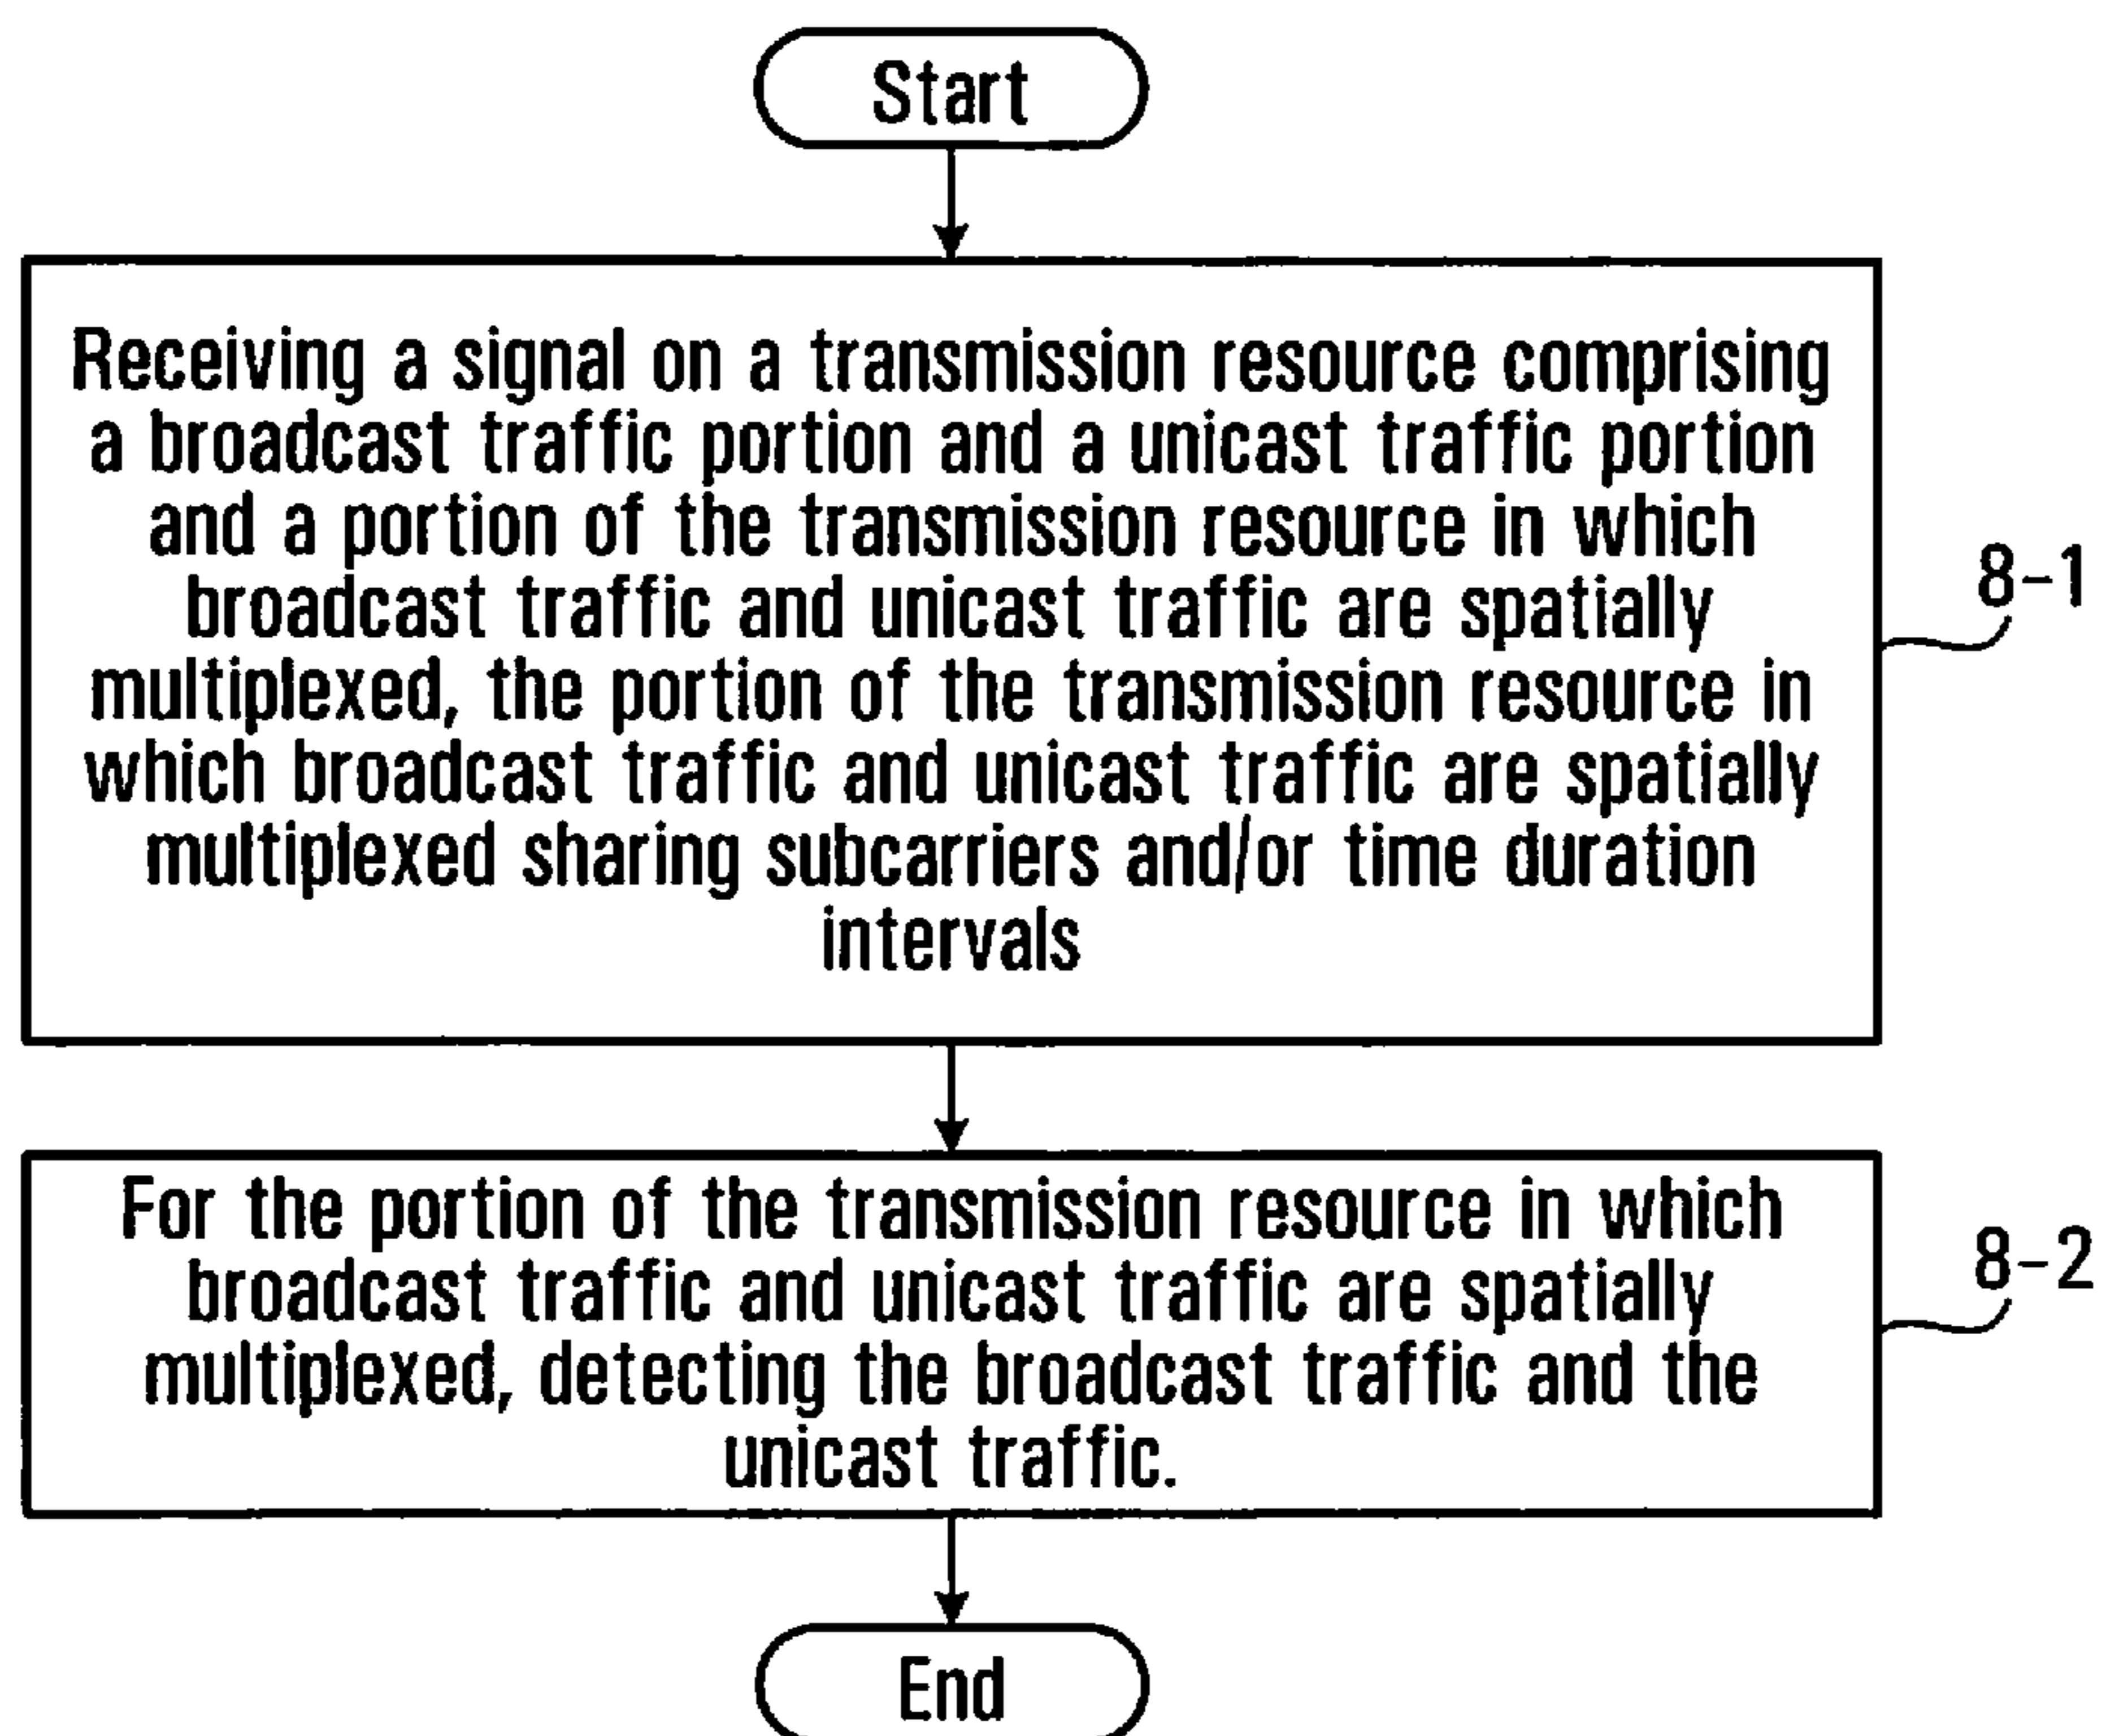 Start
Receiving a signal on a transmission resource comprising
a broadcast traffic portion and a unicast traffic portion
and a portion of the transmission resource in which
broadcast traffic and unicast traffic are spatially
multiplexed, the portion of the transmission resource in
which broadcast traffic and unicast traffic are spatially
multiplexed sharing subcarriers and/or time duration
intervals
8-1
For the portion of the transmission resource in which
broadcast traffic and unicast traffic are spatially
multiplexed, detecting the broadcast traffic and the
unicast traffic.
8-2
End